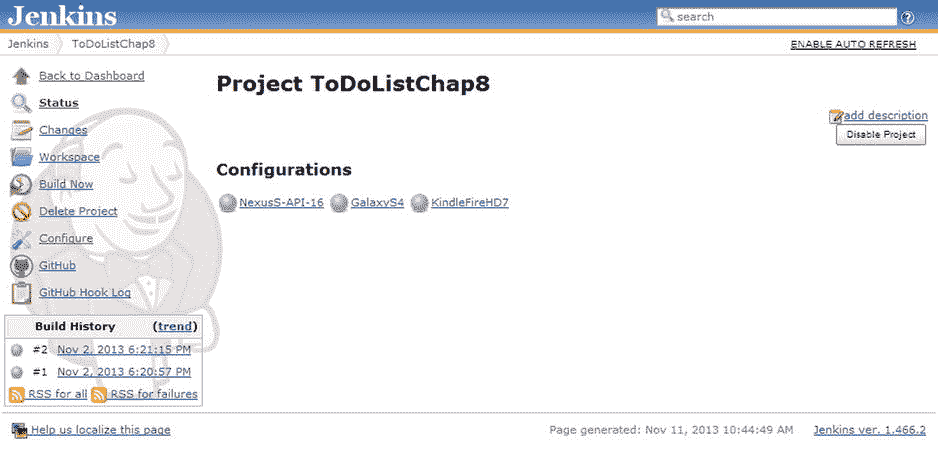 Jenkins
search
Jenkins ToDoListChap8
ENABLE AUTO REFRESH
Back to Dashboard
Status
Changes
Workspace
Build Now
Delete Project
Configure
GitHub
GitHub Hook Log
Build History (trend)
#2 Nov 2, 2013 6:21:15 PM
#1 Nov 2, 2013 6:20:57 PM
RSS for all RSS for failures
Project ToDoListChap8
add description
Disable Project
Configurations
NexusS-API-16 GalaxyS4 KindleFireHD7
Help us localize this page
Page generated: Nov 11, 2013 10:44:49 AM Jenkins ver. 1.466.2